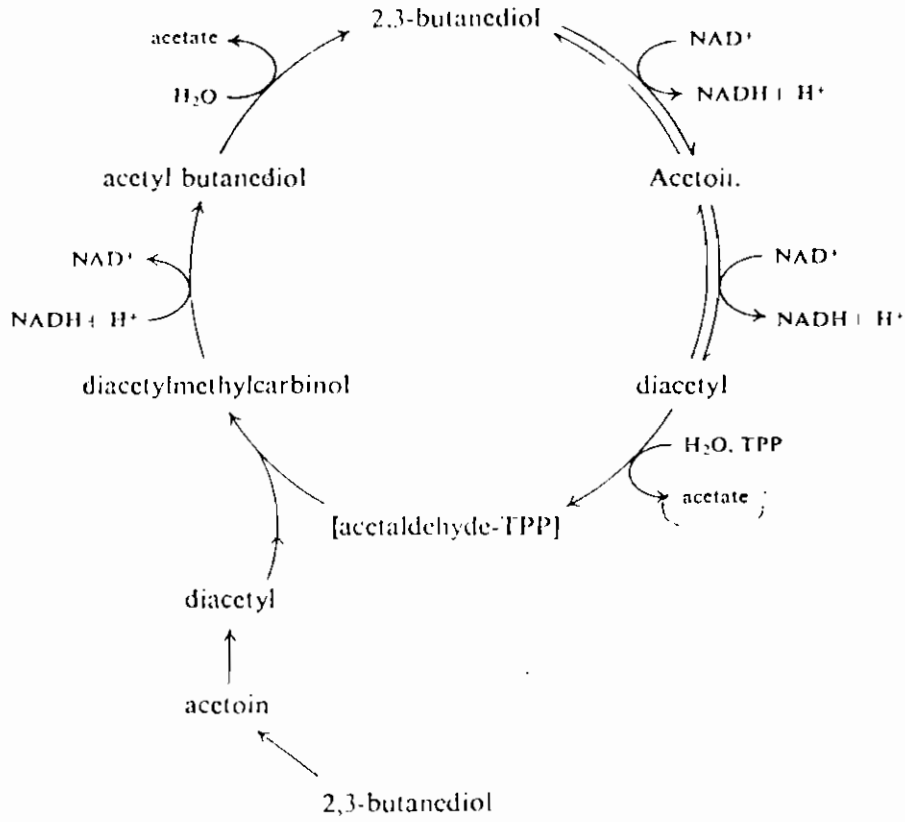 2,3-butanediol
acetate
NAD⁺
H₂O
NADH + H⁺
acetyl butanediol
Acetoin.
NAD⁺
NAD⁺
NADH + H⁺
NADH + H⁺
diacetylmethylcarbinol
diacetyl
H₂O, TPP
acetate
[acetaldehyde-TPP]
diacetyl
acetoin
2,3-butanediol